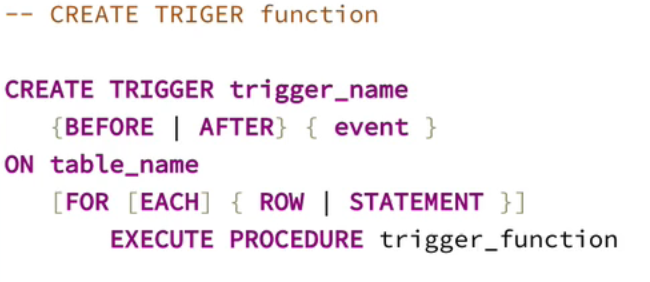 -- CREATE TRIGER function
CREATE TRIGGER trigger_name
{BEFORE | AFTER} { event }
ON table_name
[FOR [EACH] { ROW | STATEMENT }]
EXECUTE PROCEDURE trigger_function